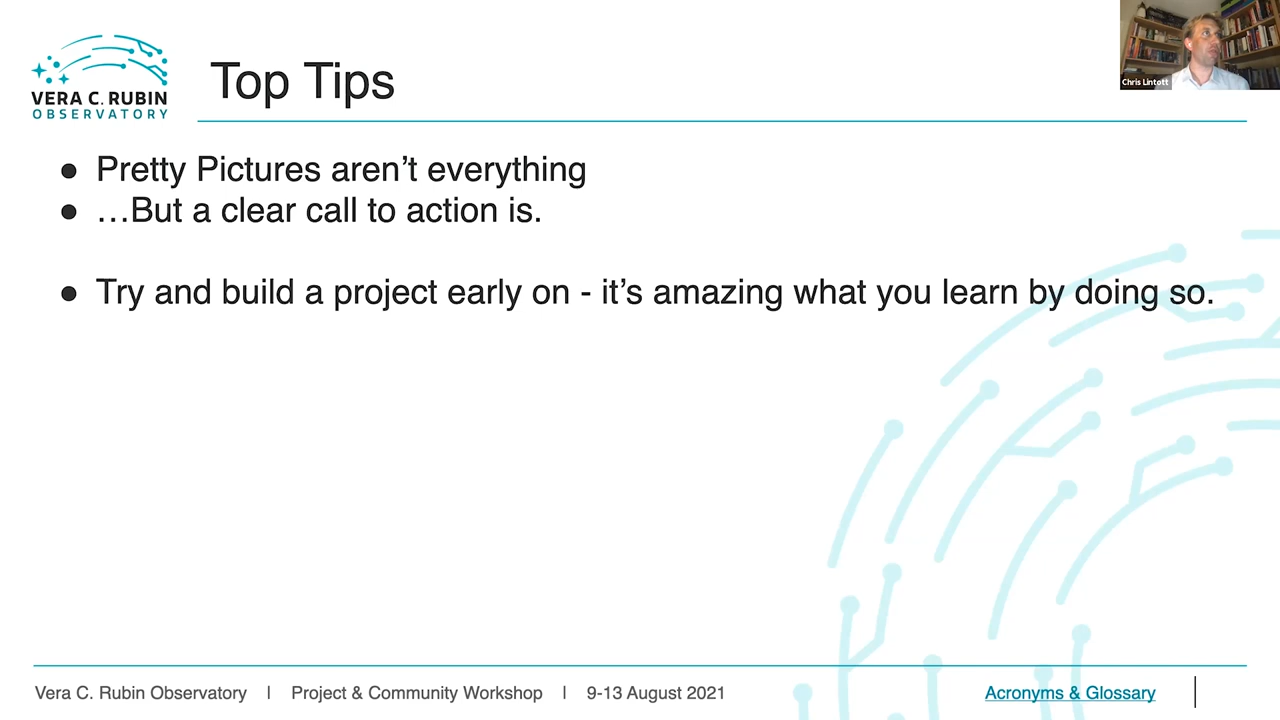 VERA C. RUBIN
OBSERVATORY
Top Tips
Chris Lintott
● Pretty Pictures aren’t everything
● …But a clear call to action is.
● Try and build a project early on - it’s amazing what you learn by doing so.
Vera C. Rubin Observatory | Project & Community Workshop | 9-13 August 2021
Acronyms & Glossary